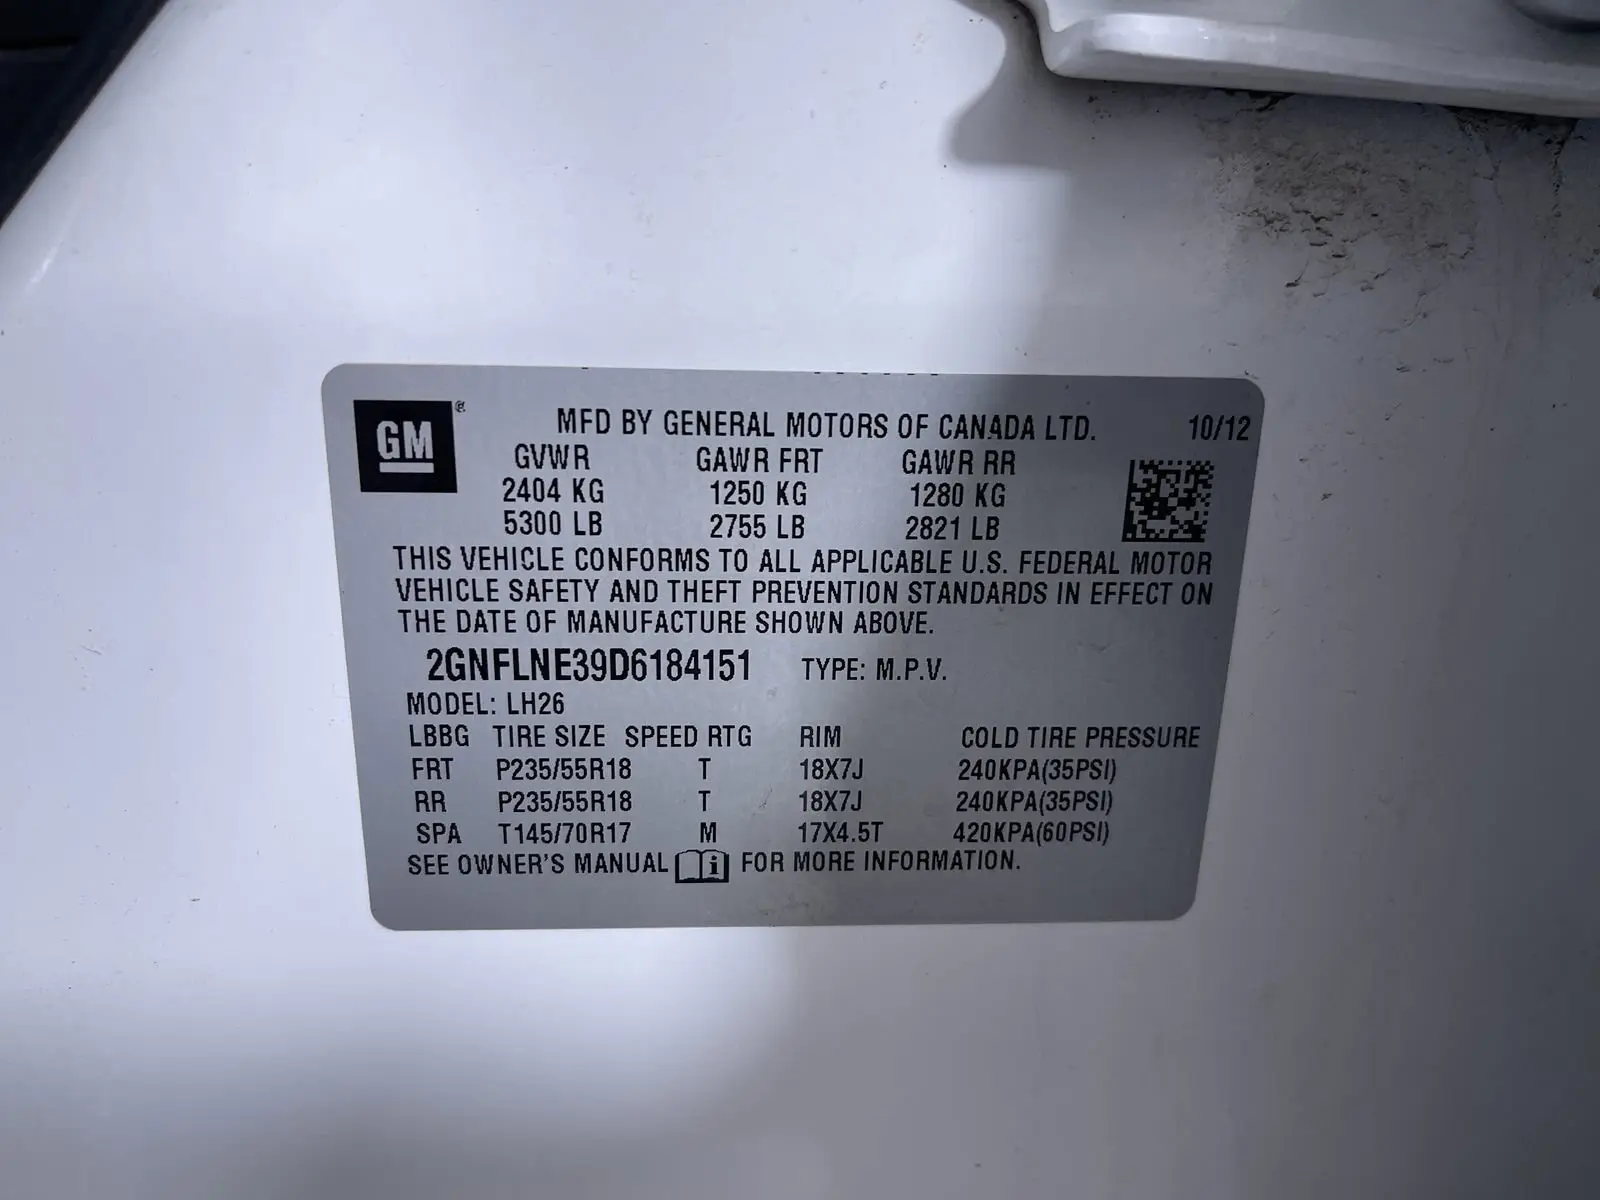 GM®
MFD BY GENERAL MOTORS OF CANADA LTD. 10/12
GVWR GAWR FRT GAWR RR
2404 KG 1250 KG 1280 KG
5300 LB 2755 LB 2821 LB
THIS VEHICLE CONFORMS TO ALL APPLICABLE U.S. FEDERAL MOTOR
VEHICLE SAFETY AND THEFT PREVENTION STANDARDS IN EFFECT ON
THE DATE OF MANUFACTURE SHOWN ABOVE.
2GNFLNE39D6184151 TYPE: M.P.V.
MODEL: LH26
LBBG TIRE SIZE SPEED RTG RIM COLD TIRE PRESSURE
FRT P235/55R18 T 18X7J 240KPA(35PSI)
RR P235/55R18 T 18X7J 240KPA(35PSI)
SPA T145/70R17 M 17X4.5T 420KPA(60PSI)
SEE OWNER'S MANUAL i FOR MORE INFORMATION.